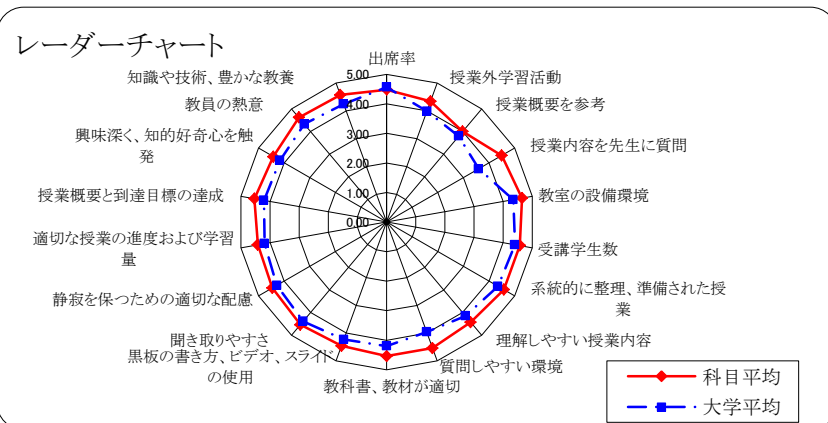 レーダーチャート
出席率
授業外学習活動
授業概要を参考
授業内容を先生に質問
教室の設備環境
受講学生数
系統的に整理、準備された授
業
理解しやすい授業内容
質問しやすい環境
教科書、教材が適切
黒板の書き方、ビデオ、スライド
の使用
聞き取りやすさ
静寂を保つための適切な配慮
適切な授業の進度および学習
量
授業概要と到達目標の達成
興味深く、知的好奇心を触
発
教員の熱意
知識や技術、豊かな教養
5.00
4.00
3.00
2.00
1.00
0.00
科目平均
大学平均